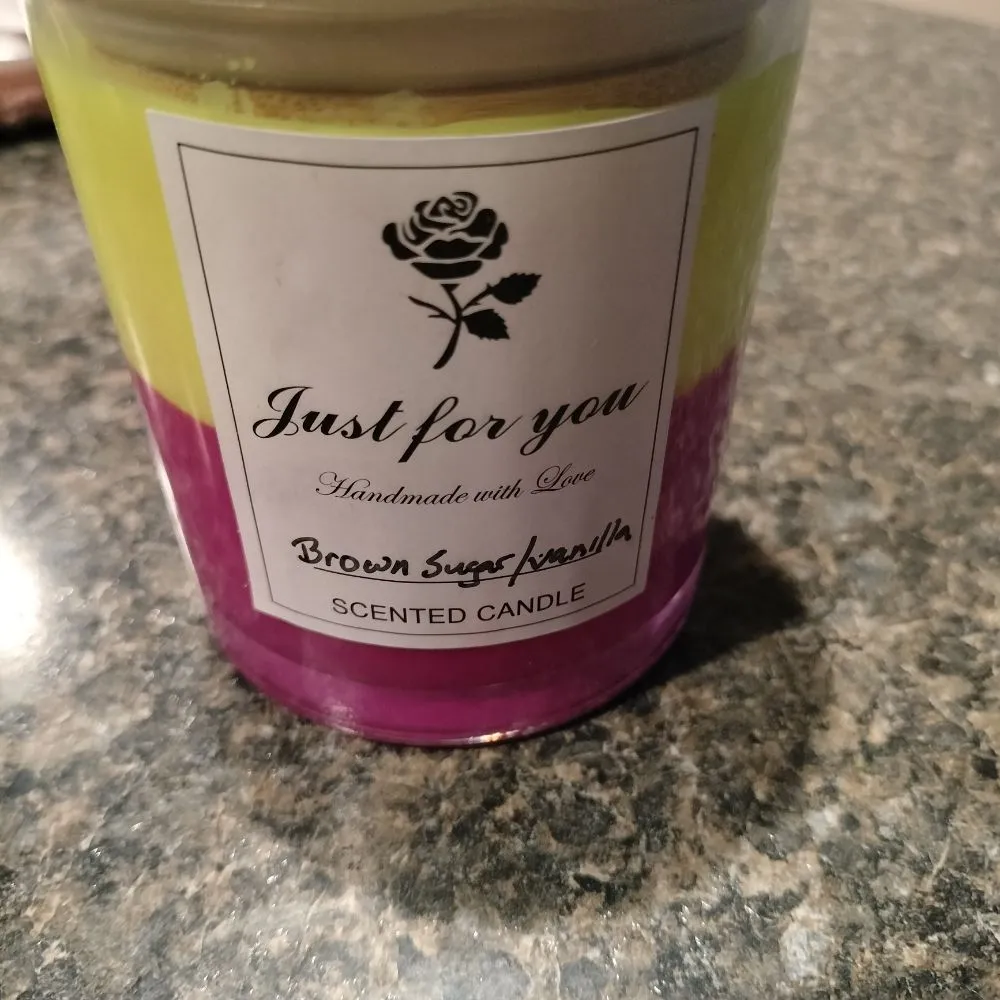 Just for you
Handmade with Love
Brown Sugar/vanilla
SCENTED CANDLE